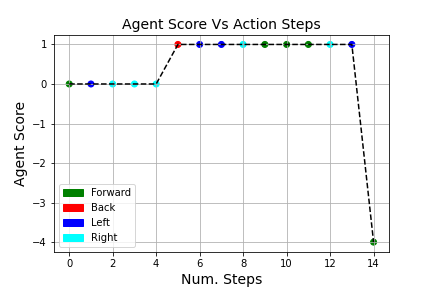 Agent Score Vs Action Steps
Agent Score
1
0
−1
−2
−3
−4
Forward
Back
Left
Right
0 2 4 6 8 10 12 14
Num. Steps